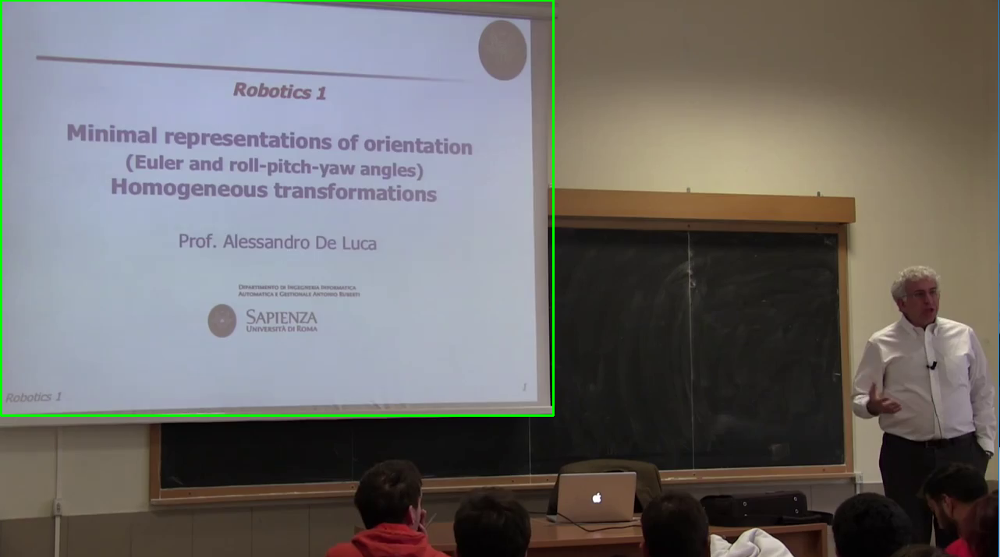 Robotics 1
Minimal representations of orientation
(Euler and roll-pitch-yaw angles)
Homogeneous transformations
Prof. Alessandro De Luca
DIPARTIMENTO DI INGEGNERIA INFORMATICA
AUTOMATICA E GESTIONALE ANTONIO RUBERTI
SAPIENZA
UNIVERSITÀ DI ROMA
Robotics 1
1